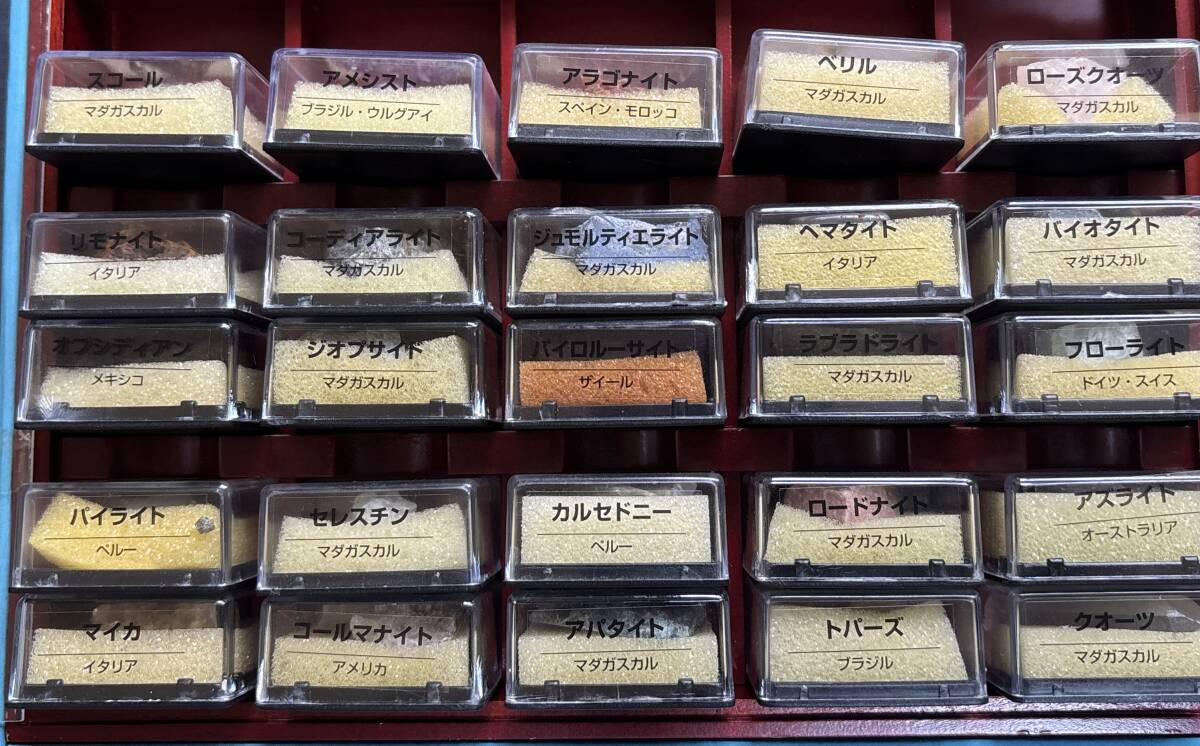 スコール
マダガスカル
アメシスト
ブラジル・ウルグアイ
アラゴナイト
スペイン・モロッコ
ベリル
マダガスカル
ローズクオーツ
マダガスカル
リモナイト
イタリア
コーディアライト
マダガスカル
ジュモルティエライト
マダガスカル
ヘマタイト
イタリア
バイオタイト
マダガスカル
オブシディアン
メキシコ
ジオプサイド
マダガスカル
パイロルーサイト
ザイール
ラブラドライト
マダガスカル
フローライト
ドイツ・スイス
パイライト
ペルー
セレスチン
マダガスカル
カルセドニー
ペルー
ロードナイト
マダガスカル
アズライト
オーストラリア
マイカ
イタリア
コールマナイト
アメリカ
アパタイト
マダガスカル
トパーズ
ブラジル
クオーツ
マダガスカル